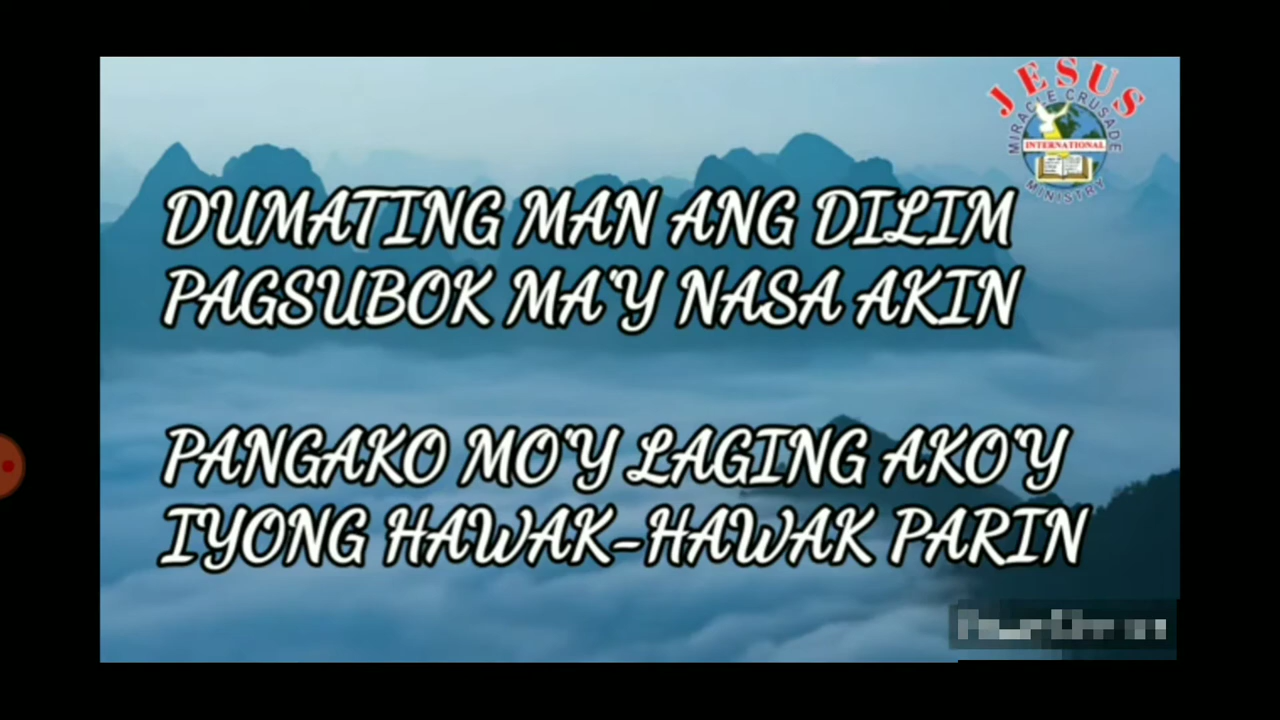 JESUS
MIRACLE CRUSADE
INTERNATIONAL
MINISTRY
DUMATING MAN ANG DILIM
PAGSUBOK MA'Y NASA AKIN
PANGAKO MO'Y LAGING AKO'Y
IYONG HAWAK-HAWAK PARIN